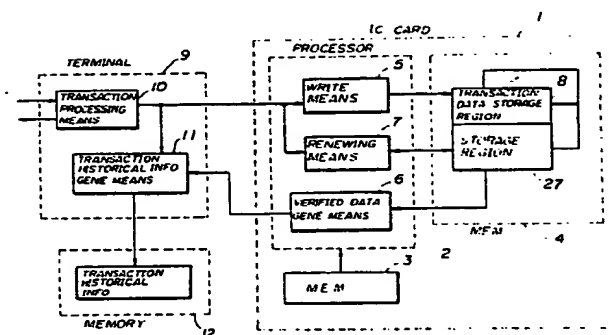 IC CARD
1
PROCESSOR
TERMINAL
9
10
TRANSACTION
PROCESSING
MEANS
11
TRANSACTION
HISTORICAL INFO
GENE MEANS
TRANSACTION
HISTORICAL
INFO
MEMORY
12
5
WRITE
MEANS
7
RENEWING
MEANS
6
VERIFIED DATA
GENE MEANS
3
MEM
2
8
TRANSACTION
DATA STORAGE
REGION
STORAGE
REGION
27
MEM
4